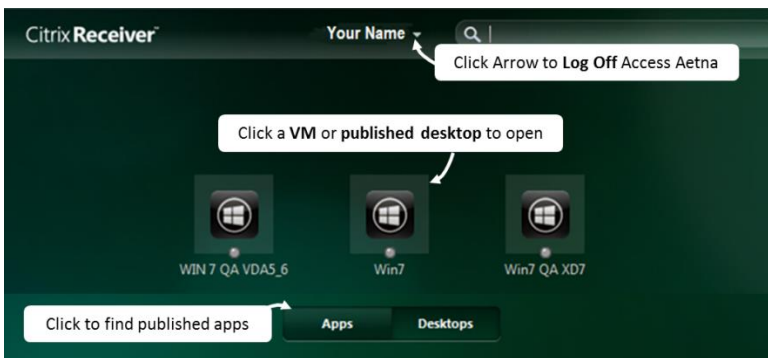 Citrix Receiver™
Your Name
Click Arrow to Log Off Access Aetna
Click a VM or published desktop to open
WIN 7 QA VDA5_6
Win7
Win7 QA XD7
Click to find published apps
Apps
Desktops